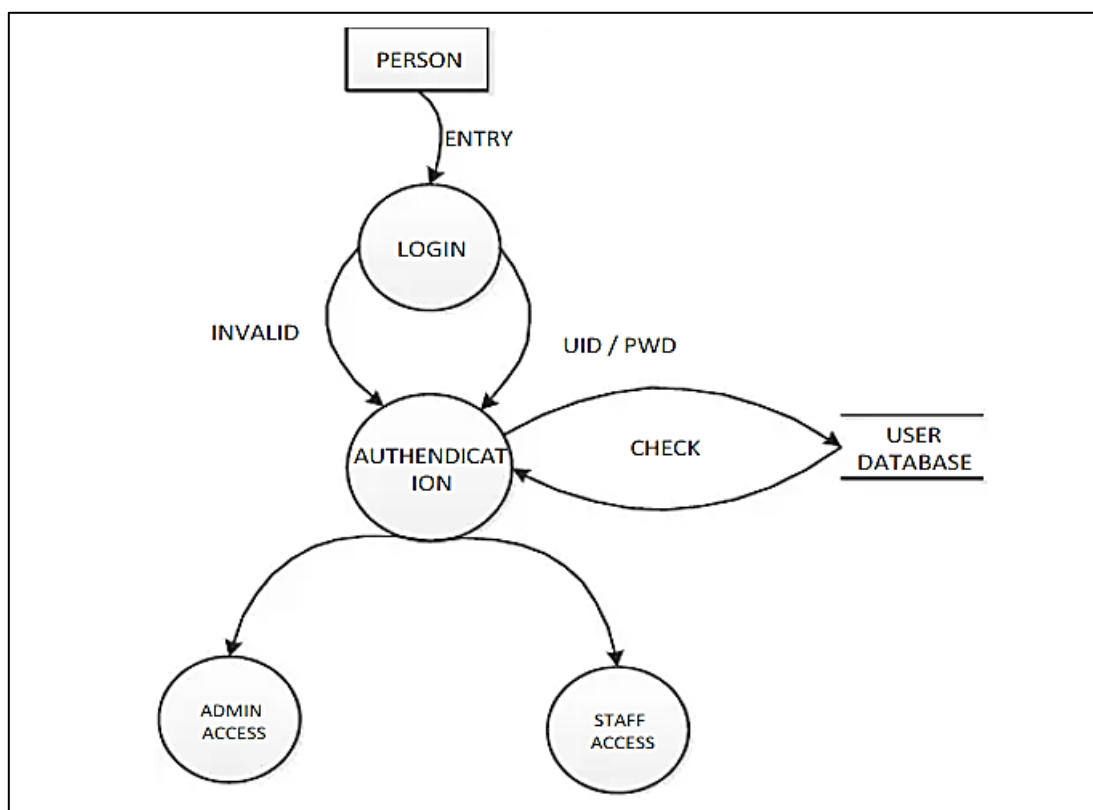 PERSON
ENTRY
LOGIN
INVALID
UID / PWD
AUTHENDICAT
ION
CHECK
USER
DATABASE
ADMIN
ACCESS
STAFF
ACCESS